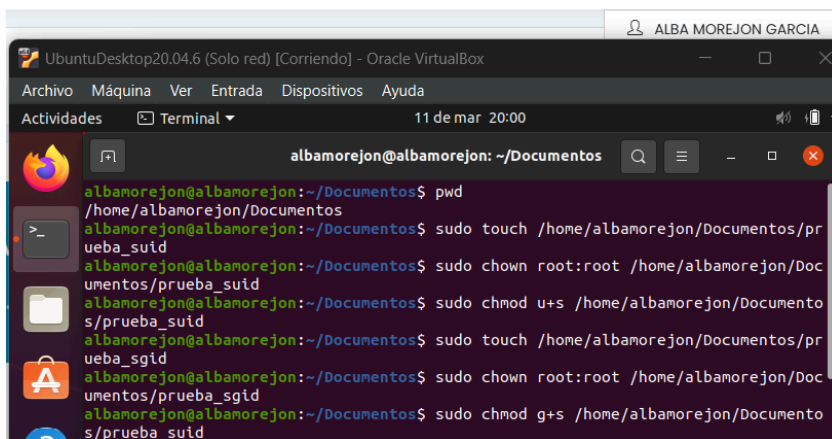 ALBA MOREJON GARCIA
UbuntuDesktop20.04.6 (Solo red) [Corriendo] - Oracle VirtualBox
Archivo Máquina Ver Entrada Dispositivos Ayuda
Actividades Terminal 11 de mar 20:00
albamorejon@albamorejon: ~/Documentos
albamorejon@albamorejon:~/Documentos$ pwd
/home/albamorejon/Documentos
albamorejon@albamorejon:~/Documentos$ sudo touch /home/albamorejon/Documentos/pr
ueba_suid
albamorejon@albamorejon:~/Documentos$ sudo chown root:root /home/albamorejon/Doc
umentos/prueba_suid
albamorejon@albamorejon:~/Documentos$ sudo chmod u+s /home/albamorejon/Documento
s/prueba_suid
albamorejon@albamorejon:~/Documentos$ sudo touch /home/albamorejon/Documentos/pr
ueba_sgid
albamorejon@albamorejon:~/Documentos$ sudo chown root:root /home/albamorejon/Doc
umentos/prueba_sgid
albamorejon@albamorejon:~/Documentos$ sudo chmod g+s /home/albamorejon/Documento
s/prueba_suid